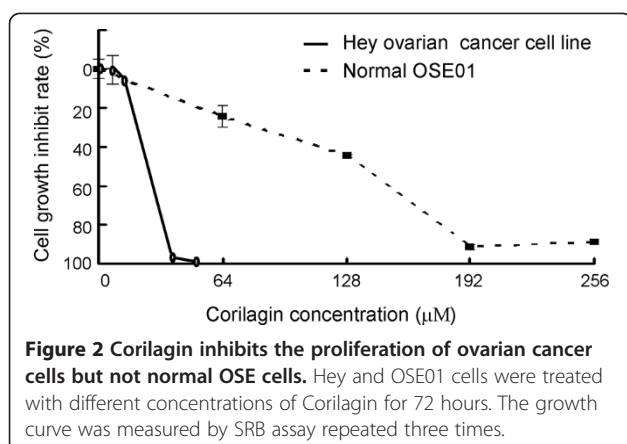 Hey ovarian cancer cell line
Normal OSE01
Cell growth inhibit rate (%)
0
20
40
60
80
100
0 64 128 192 256
Corilagin concentration (μM)
Figure 2 Corilagin inhibits the proliferation of ovarian cancer
cells but not normal OSE cells. Hey and OSE01 cells were treated
with different concentrations of Corilagin for 72 hours. The growth
curve was measured by SRB assay repeated three times.